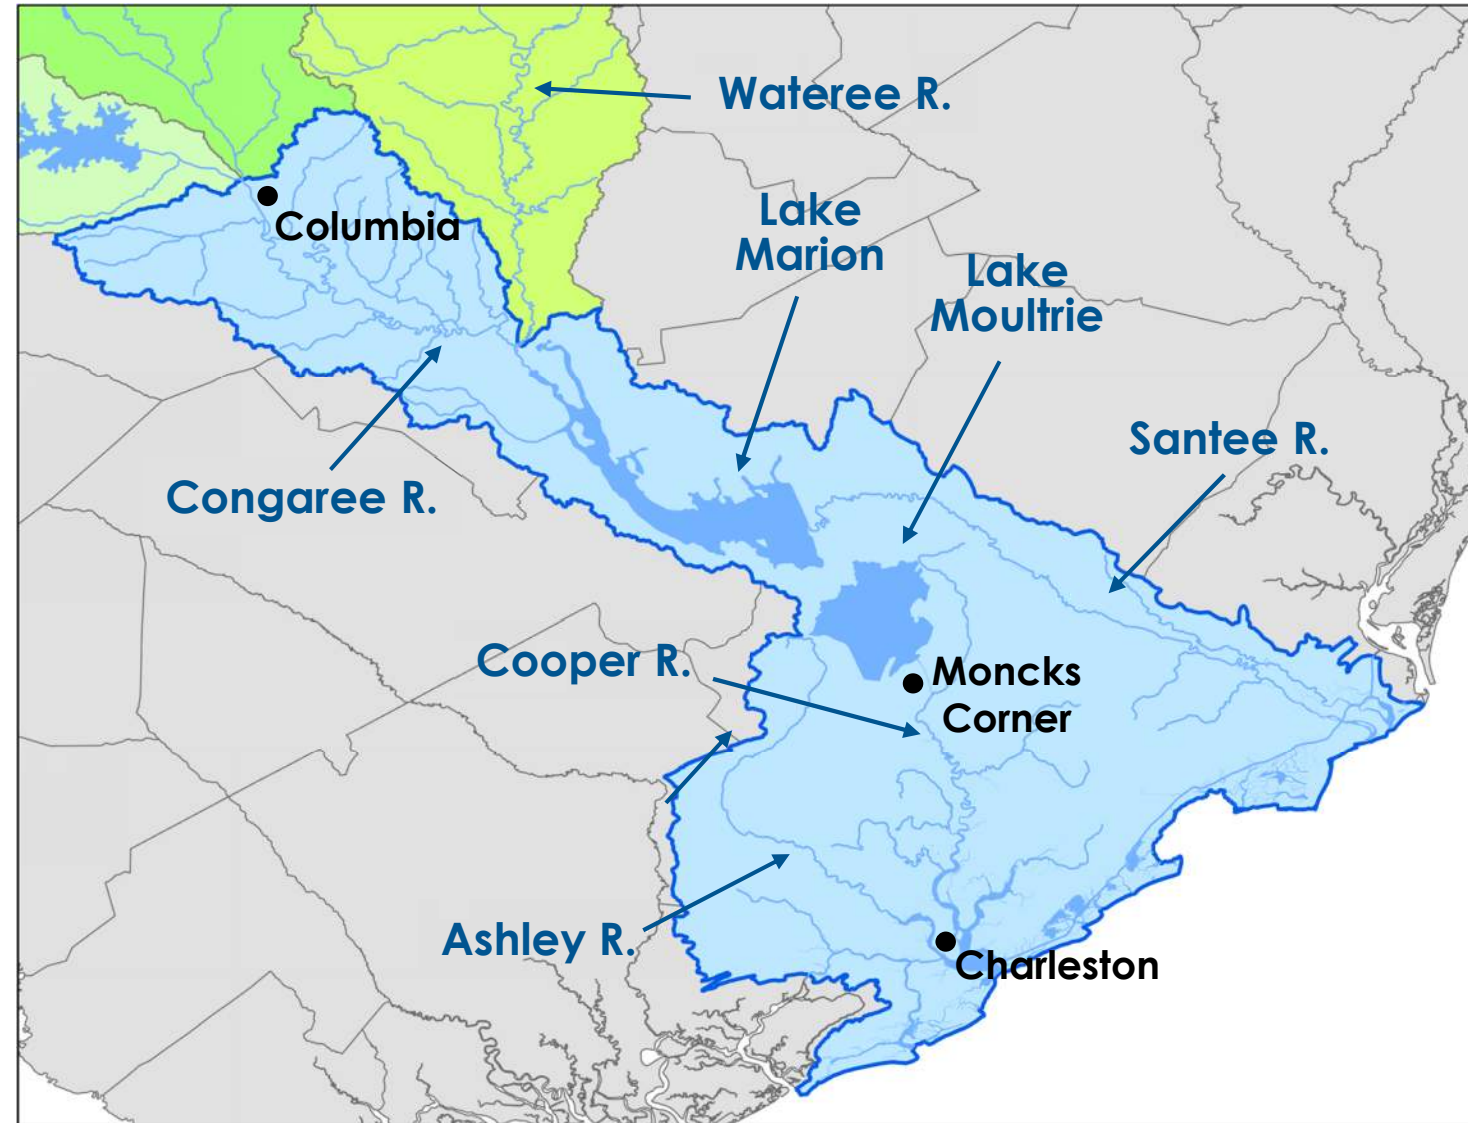 Wateree R.
Columbia
Lake
Marion
Lake
Moultrie
Santee R.
Congaree R.
Cooper R.
Moncks
Corner
Ashley R.
Charleston